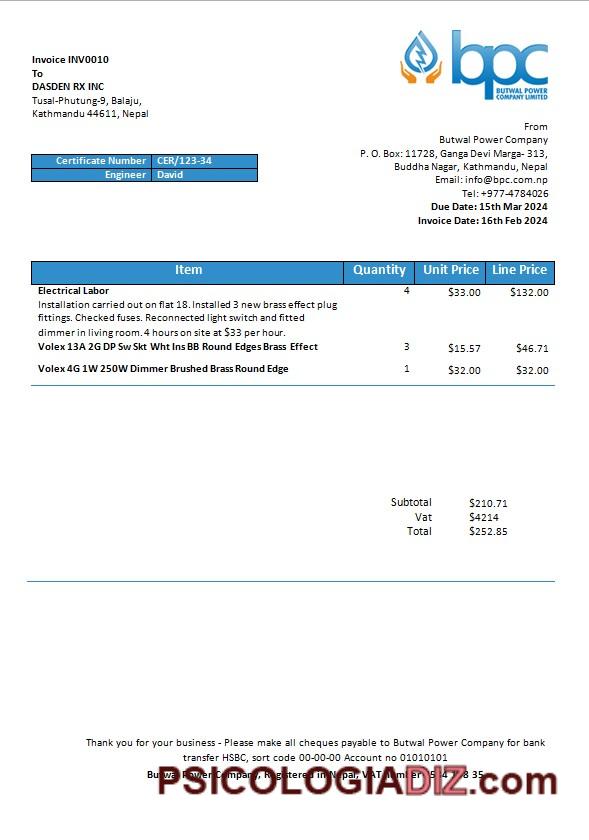 bpc
BUTWAL POWER
COMPANY LIMITED
Invoice INV0010
To
DASDEN RX INC
Tusal-Phutung-9, Balaju,
Kathmandu 44611, Nepal
From
Butwal Power Company
P. O. Box: 11728, Ganga Devi Marga- 313,
Buddha Nagar, Kathmandu, Nepal
Email: info@bpc.com.np
Tel: +977-4784026
Due Date: 15th Mar 2024
Invoice Date: 16th Feb 2024
Certificate Number CER/123-34
Engineer David
Item Quantity Unit Price Line Price
Electrical Labor 4 $33.00 $132.00
Installation carried out on flat 18. Installed 3 new brass effect plug
fittings. Checked fuses. Reconnected light switch and fitted
dimmer in living room. 4 hours on site at $33 per hour.
Volex 13A 2G DP Sw Skt Wht Ins BB Round Edges Brass Effect 3 $15.57 $46.71
Volex 4G 1W 250W Dimmer Brushed Brass Round Edge 1 $32.00 $32.00
Subtotal $210.71
Vat $4214
Total $252.85
Thank you for your business - Please make all cheques payable to Butwal Power Company for bank
transfer HSBC, sort code 00-00-00 Account no 01010101
Butwal Power Company, Registered in Nepal, VAT number
PSICOLOGIADIZ.com